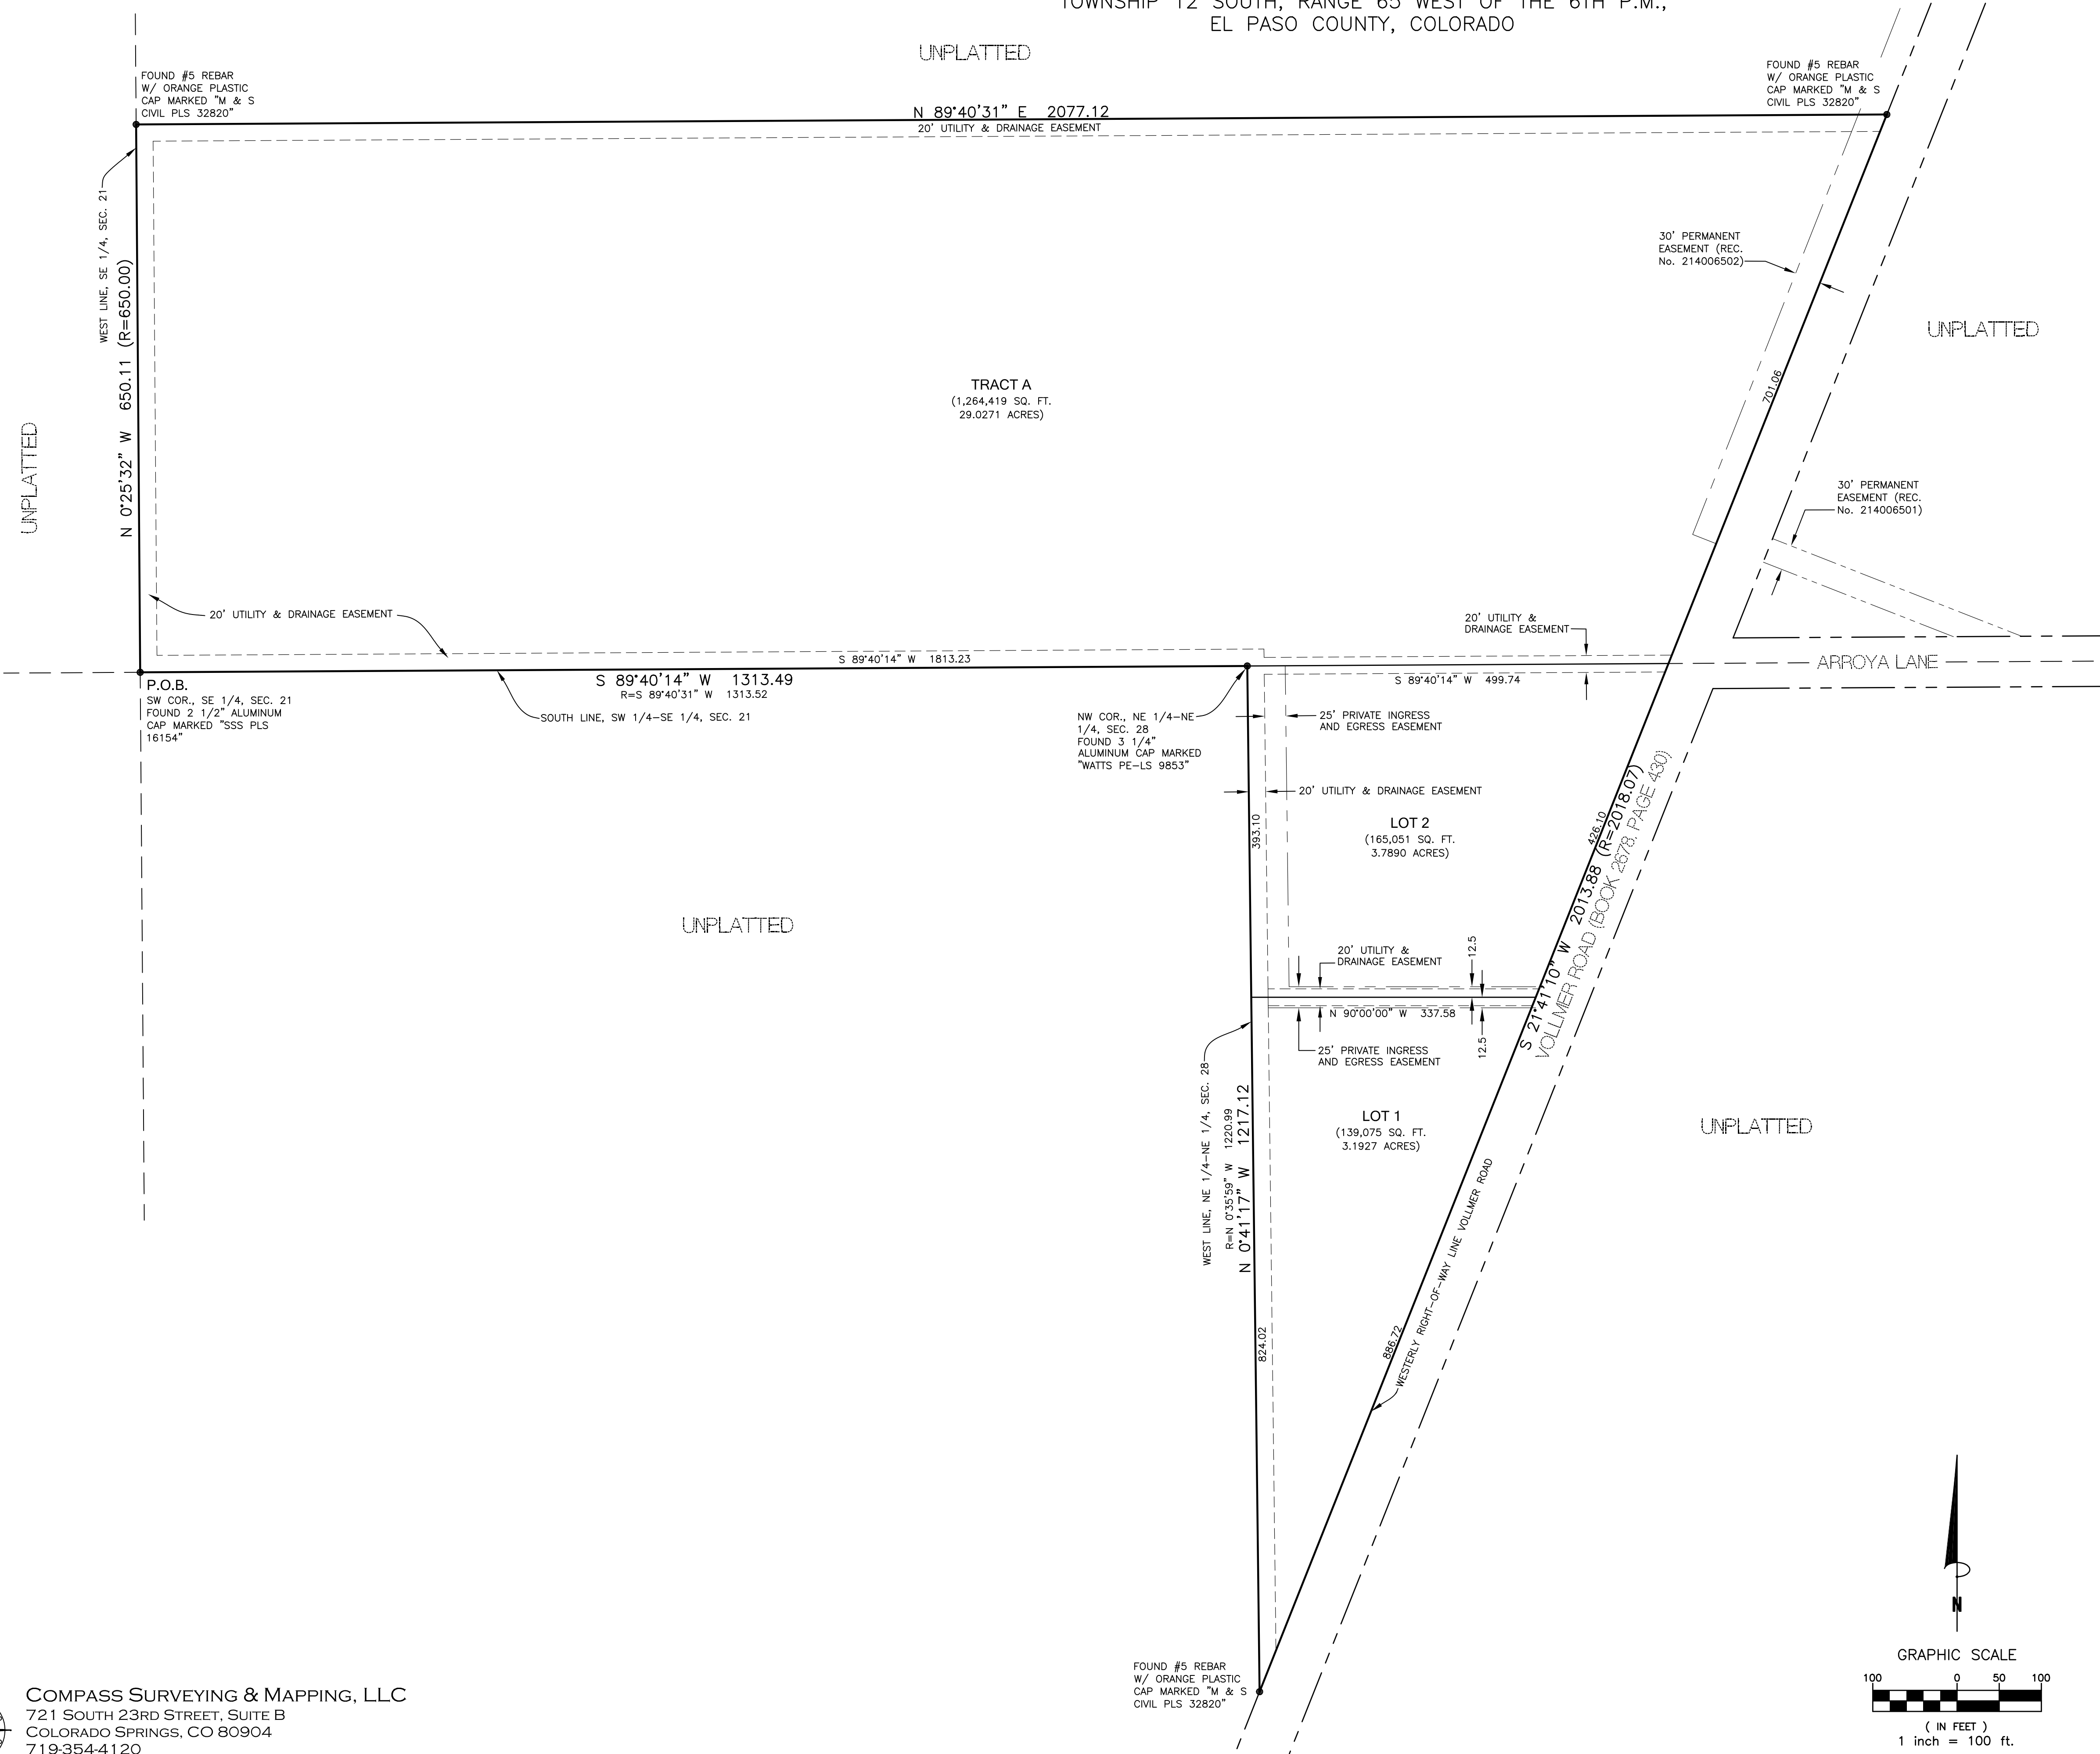 TOWNSHIP 12 SOUTH, RANGE 65 WEST OF THE 6TH P.M.,
EL PASO COUNTY, COLORADO
UNPLATTED
FOUND #5 REBAR
W/ ORANGE PLASTIC
CAP MARKED "M & S
CIVIL PLS 32820"
FOUND #5 REBAR
W/ ORANGE PLASTIC
CAP MARKED "M & S
CIVIL PLS 32820"
N 89°40'31" E 2077.12
20' UTILITY & DRAINAGE EASEMENT
WEST LINE, SE 1/4, SEC. 21
N 0°25'32" W 650.11 (R=650.00)
UNPLATTED
30' PERMANENT
EASEMENT (REC.
No. 214006502)
UNPLATTED
TRACT A
(1,264,419 SQ. FT.
29.0271 ACRES)
701.06
30' PERMANENT
EASEMENT (REC.
No. 214006501)
20' UTILITY & DRAINAGE EASEMENT
20' UTILITY &
DRAINAGE EASEMENT
S 89°40'14" W 1813.23
ARROYA LANE
P.O.B.
SW COR., SE 1/4, SEC. 21
FOUND 2 1/2" ALUMINUM
CAP MARKED "SSS PLS
16154"
S 89°40'14" W 1313.49
R=S 89°40'31" W 1313.52
SOUTH LINE, SW 1/4-SE 1/4, SEC. 21
S 89°40'14" W 499.74
NW COR., NE 1/4-NE
1/4, SEC. 28
FOUND 3 1/4"
ALUMINUM CAP MARKED
"WATTS PE-LS 9853"
25' PRIVATE INGRESS
AND EGRESS EASEMENT
20' UTILITY & DRAINAGE EASEMENT
393.10
LOT 2
(165,051 SQ. FT.
3.7890 ACRES)
426.10
S 21°41'10" W 2013.88 (R=2018.07)
VOLLMER ROAD (BOOK 2678, PAGE 430)
UNPLATTED
20' UTILITY &
DRAINAGE EASEMENT
12.5
N 90°00'00" W 337.58
12.5
25' PRIVATE INGRESS
AND EGRESS EASEMENT
WEST LINE, NE 1/4-NE 1/4, SEC. 28
R=N 0°35'59" W 1220.99
N 0°41'17" W 1217.12
LOT 1
(139,075 SQ. FT.
3.1927 ACRES)
UNPLATTED
824.02
886.72
WESTERLY RIGHT-OF-WAY LINE VOLLMER ROAD
FOUND #5 REBAR
W/ ORANGE PLASTIC
CAP MARKED "M & S
CIVIL PLS 32820"
N
GRAPHIC SCALE
100 0 50 100
( IN FEET )
1 inch = 100 ft.
COMPASS SURVEYING & MAPPING, LLC
721 SOUTH 23RD STREET, SUITE B
COLORADO SPRINGS, CO 80904
719-354-4120